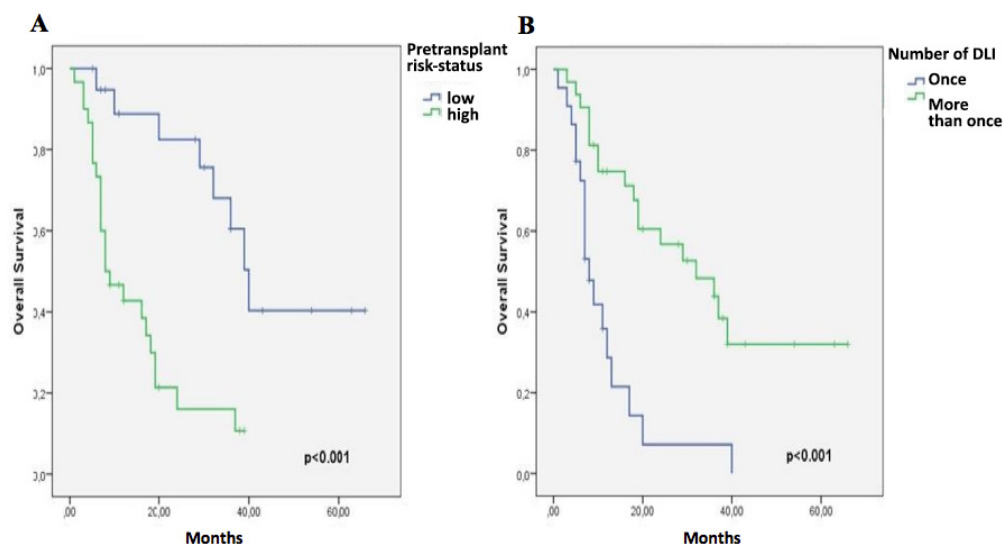 A
Pretransplant
risk-status
low
high
Overall Survival
1,0
0,8
0,6
0,4
0,2
0,0
p<0.001
,00
20,00
40,00
60,00
Months
B
Number of DLI
Once
More
than once
Overall Survival
1,0
0,8
0,6
0,4
0,2
0,0
p<0.001
,00
20,00
40,00
60,00
Months